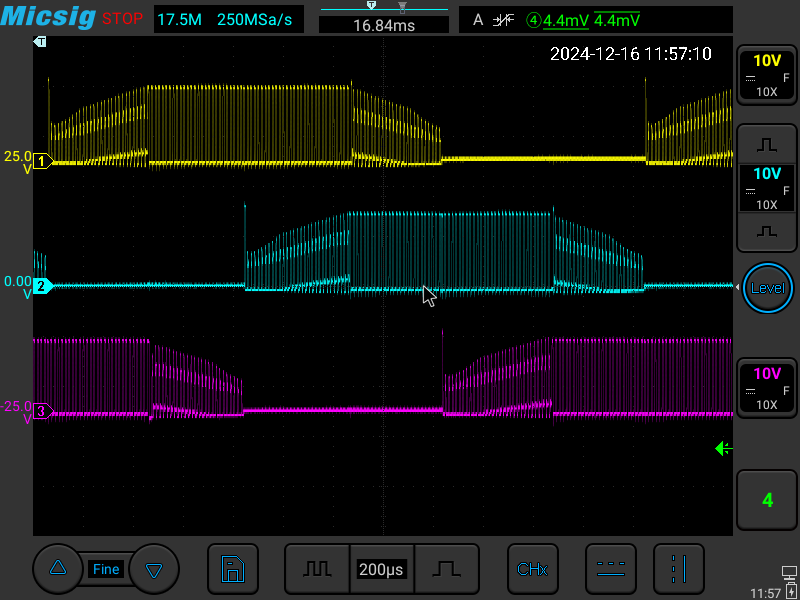 Micsig STOP 17.5M 250MSa/s 16.84ms A 4 4.4mV 4.4mV
T
2024-12-16 11:57:10
10V
F
10X
25.0 V 1
10V
F
10X
0.00 V 2
Level
10V
F
10X
-25.0 V 3
4
Fine 200µs CHx
11:57